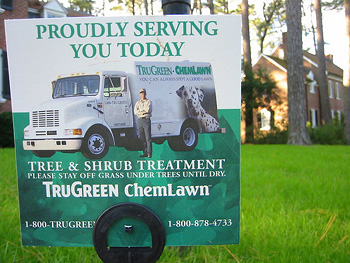 PROUDLY SERVING
YOU TODAY
TRUGREEN CHEMLAWN
TREE & SHRUB TREATMENT
PLEASE STAY OFF GRASS UNDER TREES UNTIL DRY.
TRUGREEN ChemLawn
1-800-TRUGREE 1-800-878-4733